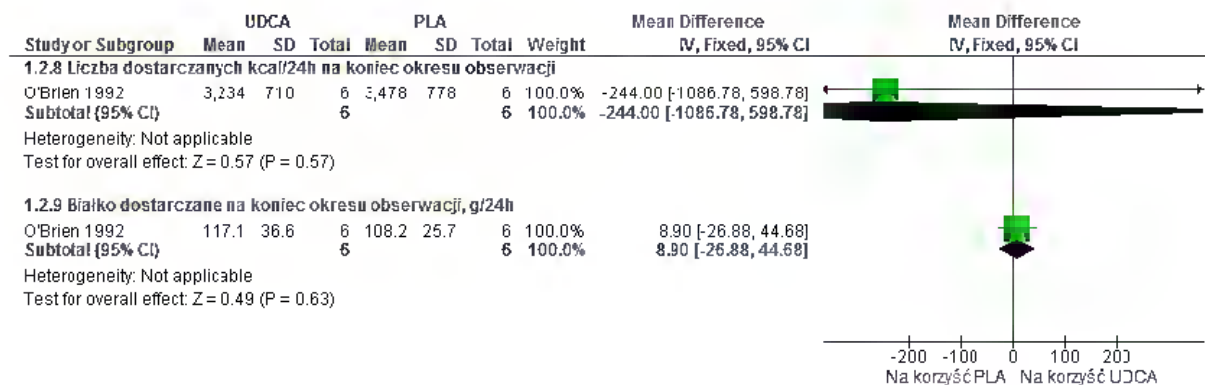 UDCA PLA Mean Difference Mean Difference
Study or Subgroup Mean SD Total Mean SD Total Weight IV, Fixed, 95% CI IV, Fixed, 95% CI
1.2.8 Liczba dostarczanych kcal/24h na koniec okresu obserwacji
O'Brien 1992 3,234 710 6 3,478 778 6 100.0% -244.00 [-1086.78, 598.78]
Subtotal (95% CI) 6 6 100.0% -244.00 [-1086.78, 598.78]
Heterogeneity: Not applicable
Test for overall effect: Z = 0.57 (P = 0.57)
1.2.9 Białko dostarczane na koniec okresu obserwacji, g/24h
O'Brien 1992 117.1 36.6 6 108.2 25.7 6 100.0% 8.90 [-26.88, 44.68]
Subtotal (95% CI) 6 6 100.0% 8.90 [-26.88, 44.68]
Heterogeneity: Not applicable
Test for overall effect: Z = 0.49 (P = 0.63)
-200 -100 0 100 200
Na korzyść PLA Na korzyść UDCA